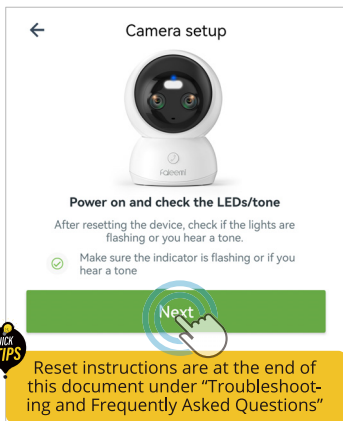 Camera setup
Faleemi
Power on and check the LEDs/tone
After resetting the device, check if the lights are
flashing or you hear a tone.
Make sure the indicator is flashing or if you
hear a tone
Next
TIPS
Reset instructions are at the end of
this document under “Troubleshoot-
ing and Frequently Asked Questions”